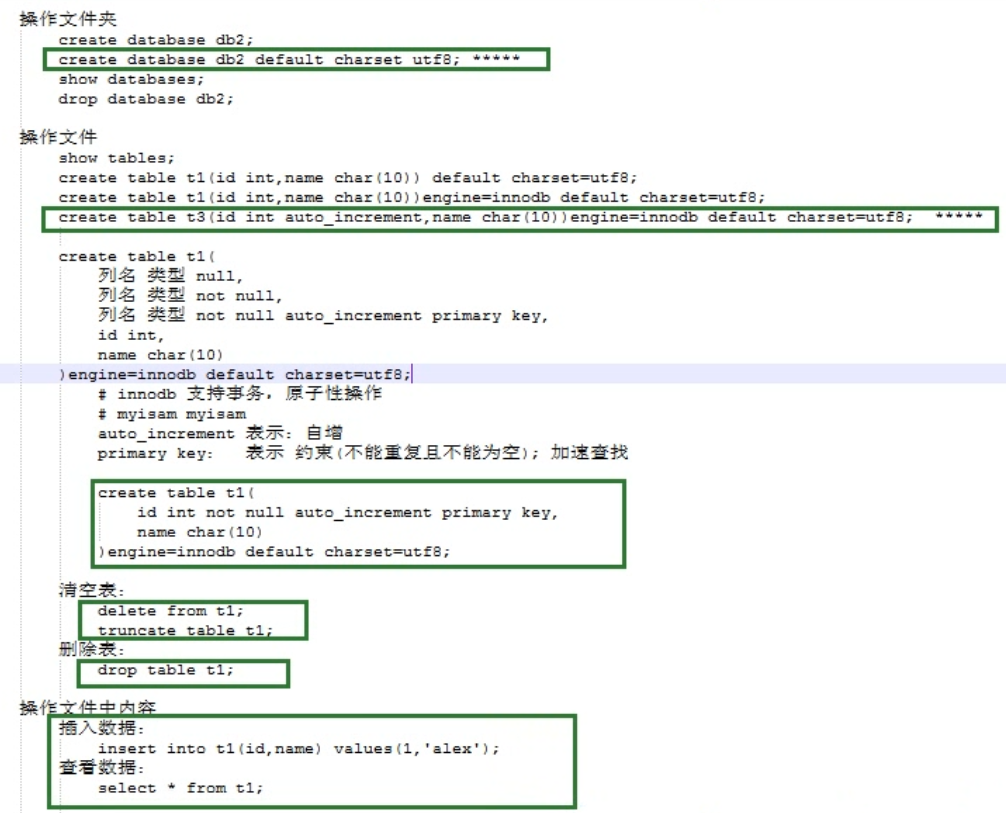 操作文件夹
create database db2;
create database db2 default charset utf8; *****
show databases;
drop database db2;
操作文件
show tables;
create table t1(id int,name char(10)) default charset=utf8;
create table t1(id int,name char(10))engine=innodb default charset=utf8;
create table t3(id int auto_increment,name char(10))engine=innodb default charset=utf8; *****
create table t1(
列名 类型 null,
列名 类型 not null,
列名 类型 not null auto_increment primary key,
id int,
name char(10)
)engine=innodb default charset=utf8;
# innodb 支持事务，原子性操作
# myisam myisam
auto_increment 表示：自增
primary key: 表示 约束(不能重复且不能为空); 加速查找
create table t1(
id int not null auto_increment primary key,
name char(10)
)engine=innodb default charset=utf8;
清空表：
delete from t1;
truncate table t1;
删除表：
drop table t1;
操作文件中内容
插入数据：
insert into t1(id,name) values(1,'alex');
查看数据：
select * from t1;